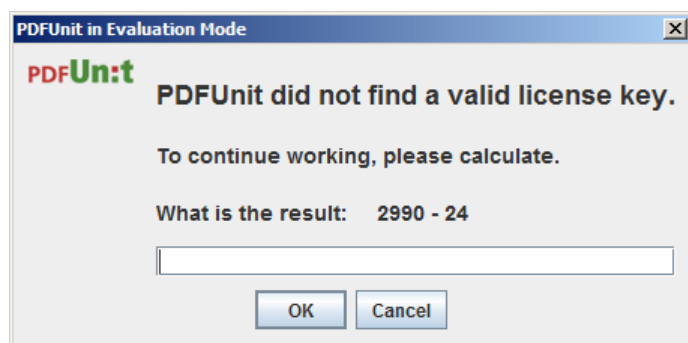 PDFUnit in Evaluation Mode
PDFUn:t
PDFUnit did not find a valid license key.
To continue working, please calculate.
What is the result: 2990 - 24
OK Cancel